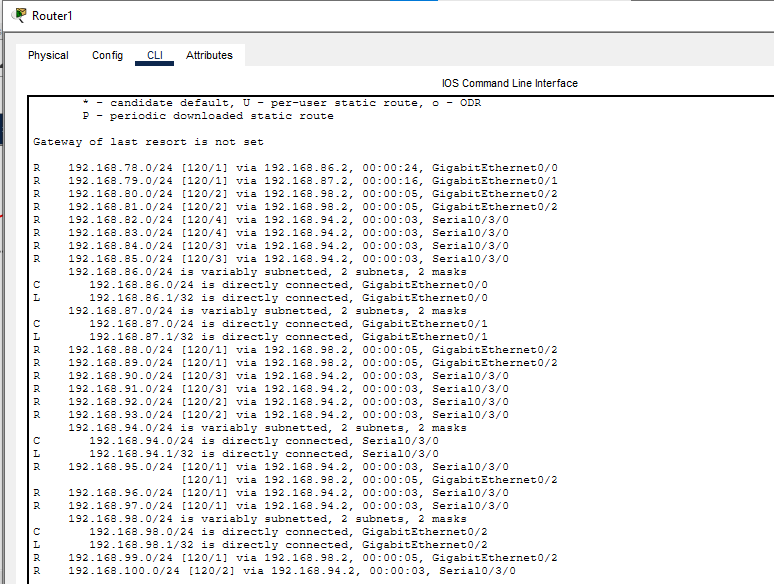 Router1
Physical Config CLI Attributes
IOS Command Line Interface
* - candidate default, U - per-user static route, o - ODR
P - periodic downloaded static route
Gateway of last resort is not set
R 192.168.78.0/24 [120/1] via 192.168.86.2, 00:00:24, GigabitEthernet0/0
R 192.168.79.0/24 [120/1] via 192.168.87.2, 00:00:16, GigabitEthernet0/1
R 192.168.80.0/24 [120/2] via 192.168.98.2, 00:00:05, GigabitEthernet0/2
R 192.168.81.0/24 [120/2] via 192.168.98.2, 00:00:05, GigabitEthernet0/2
R 192.168.82.0/24 [120/4] via 192.168.94.2, 00:00:03, Serial0/3/0
R 192.168.83.0/24 [120/4] via 192.168.94.2, 00:00:03, Serial0/3/0
R 192.168.84.0/24 [120/3] via 192.168.94.2, 00:00:03, Serial0/3/0
R 192.168.85.0/24 [120/3] via 192.168.94.2, 00:00:03, Serial0/3/0
192.168.86.0/24 is variably subnetted, 2 subnets, 2 masks
C 192.168.86.0/24 is directly connected, GigabitEthernet0/0
L 192.168.86.1/32 is directly connected, GigabitEthernet0/0
192.168.87.0/24 is variably subnetted, 2 subnets, 2 masks
C 192.168.87.0/24 is directly connected, GigabitEthernet0/1
L 192.168.87.1/32 is directly connected, GigabitEthernet0/1
R 192.168.88.0/24 [120/1] via 192.168.98.2, 00:00:05, GigabitEthernet0/2
R 192.168.89.0/24 [120/1] via 192.168.98.2, 00:00:05, GigabitEthernet0/2
R 192.168.90.0/24 [120/3] via 192.168.94.2, 00:00:03, Serial0/3/0
R 192.168.91.0/24 [120/3] via 192.168.94.2, 00:00:03, Serial0/3/0
R 192.168.92.0/24 [120/2] via 192.168.94.2, 00:00:03, Serial0/3/0
R 192.168.93.0/24 [120/2] via 192.168.94.2, 00:00:03, Serial0/3/0
192.168.94.0/24 is variably subnetted, 2 subnets, 2 masks
C 192.168.94.0/24 is directly connected, Serial0/3/0
L 192.168.94.1/32 is directly connected, Serial0/3/0
R 192.168.95.0/24 [120/1] via 192.168.94.2, 00:00:03, Serial0/3/0
[120/1] via 192.168.98.2, 00:00:05, GigabitEthernet0/2
R 192.168.96.0/24 [120/1] via 192.168.94.2, 00:00:03, Serial0/3/0
R 192.168.97.0/24 [120/1] via 192.168.94.2, 00:00:03, Serial0/3/0
192.168.98.0/24 is variably subnetted, 2 subnets, 2 masks
C 192.168.98.0/24 is directly connected, GigabitEthernet0/2
L 192.168.98.1/32 is directly connected, GigabitEthernet0/2
R 192.168.99.0/24 [120/1] via 192.168.98.2, 00:00:05, GigabitEthernet0/2
R 192.168.100.0/24 [120/2] via 192.168.94.2, 00:00:03, Serial0/3/0